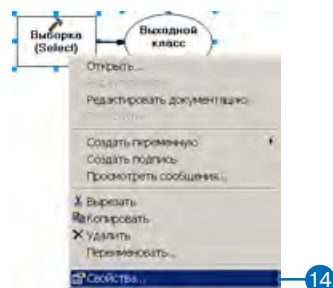 Выборка
(Select)
Выходной
класс
Открыть...
Редактировать документацию
Создать переменную
Создать подпись
Просмотреть сообщения...
Вырезать
Копировать
Удалить
Переименовать...
Свойства...
14